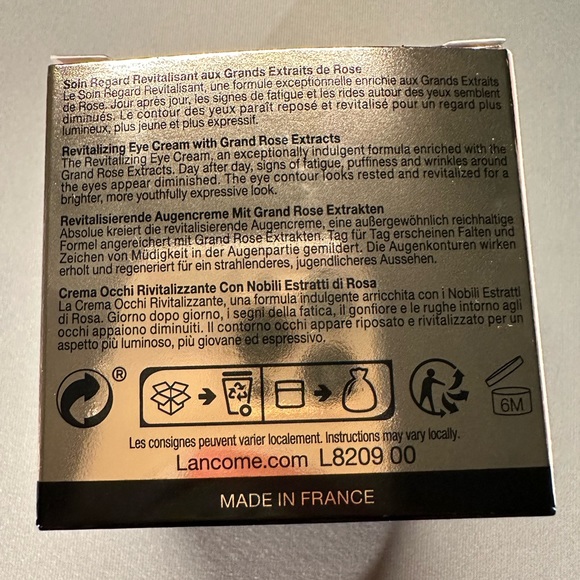 Soin Regard Revitalisant aux Grands Extraits de Rose
Le Soin Regard Revitalisant, une formule exceptionnelle enrichie aux Grands Extraits
de Rose. Jour après jour, les signes de fatigue et les rides autour des yeux semblent
diminués. Le contour des yeux paraît reposé et revitalisé pour un regard plus
lumineux, plus jeune et plus expressif.
Revitalizing Eye Cream with Grand Rose Extracts
The Revitalizing Eye Cream, an exceptionally indulgent formula enriched with the
Grand Rose Extracts. Day after day, signs of fatigue, puffiness and wrinkles around
the eyes appear diminished. The eye contour looks rested and revitalized for a
brighter, more youthfully expressive look.
Revitalisierende Augencreme Mit Grand Rose Extrakten
Absolue kreiert die revitalisierende Augencreme, eine außergewöhnlich reichhaltige
Formel angereichert mit Grand Rose Extrakten. Tag für Tag erscheinen Falten und
Zeichen von Müdigkeit in der Augenpartie gemildert. Die Augenkonturen wirken
erholt und regeneriert für ein strahlenderes, jugendlicheres Aussehen.
Crema Occhi Rivitalizzante Con Nobili Estratti di Rosa
La Crema Occhi Rivitalizzante, una formula indulgente arricchita con i Nobili Estratti
di Rosa. Giorno dopo giorno, i segni della fatica, il gonfiore e le rughe intorno agli
occhi appaiono diminuiti. Il contorno occhi appare riposato e rivitalizzato per un
aspetto più luminoso, più giovane ed espressivo.
®
6M
Les consignes peuvent varier localement. Instructions may vary locally.
Lancome.com L8209 00
MADE IN FRANCE